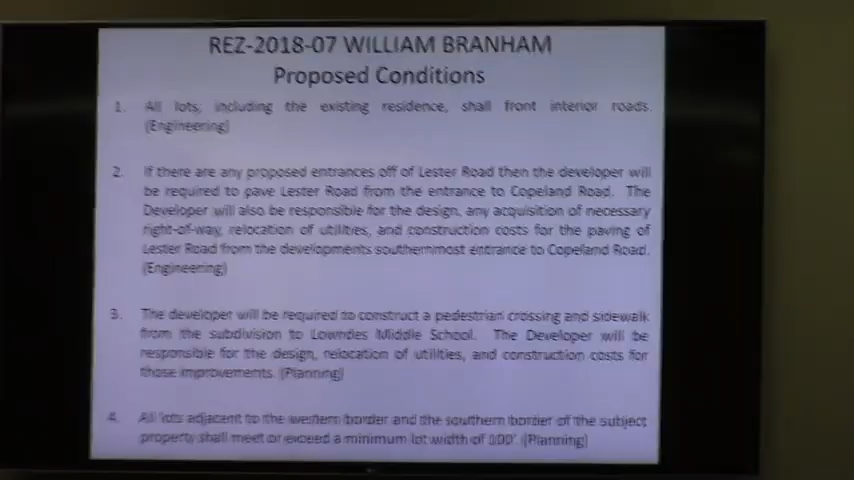 REZ-2018-07 WILLIAM BRANHAM
Proposed Conditions
1. All lots, including the existing residence, shall front interior roads.
(Engineering)
2. If there are any proposed entrances off of Lester Road then the developer will
be required to pave Lester Road from the entrance to Copeland Road. The
Developer will also be responsible for the design, any acquisition of necessary
right-of-way, relocation of utilities, and construction costs for the paving of
Lester Road from the developments southernmost entrance to Copeland Road.
(Engineering)
3. The developer will be required to construct a pedestrian crossing and sidewalk
from the subdivision to Lowndes Middle School. The Developer will be
responsible for the design, relocation of utilities, and construction costs for
those improvements. (Planning)
4. All lots adjacent to the western border and the southern border of the subject
property shall meet or exceed a minimum lot width of 100'. (Planning)